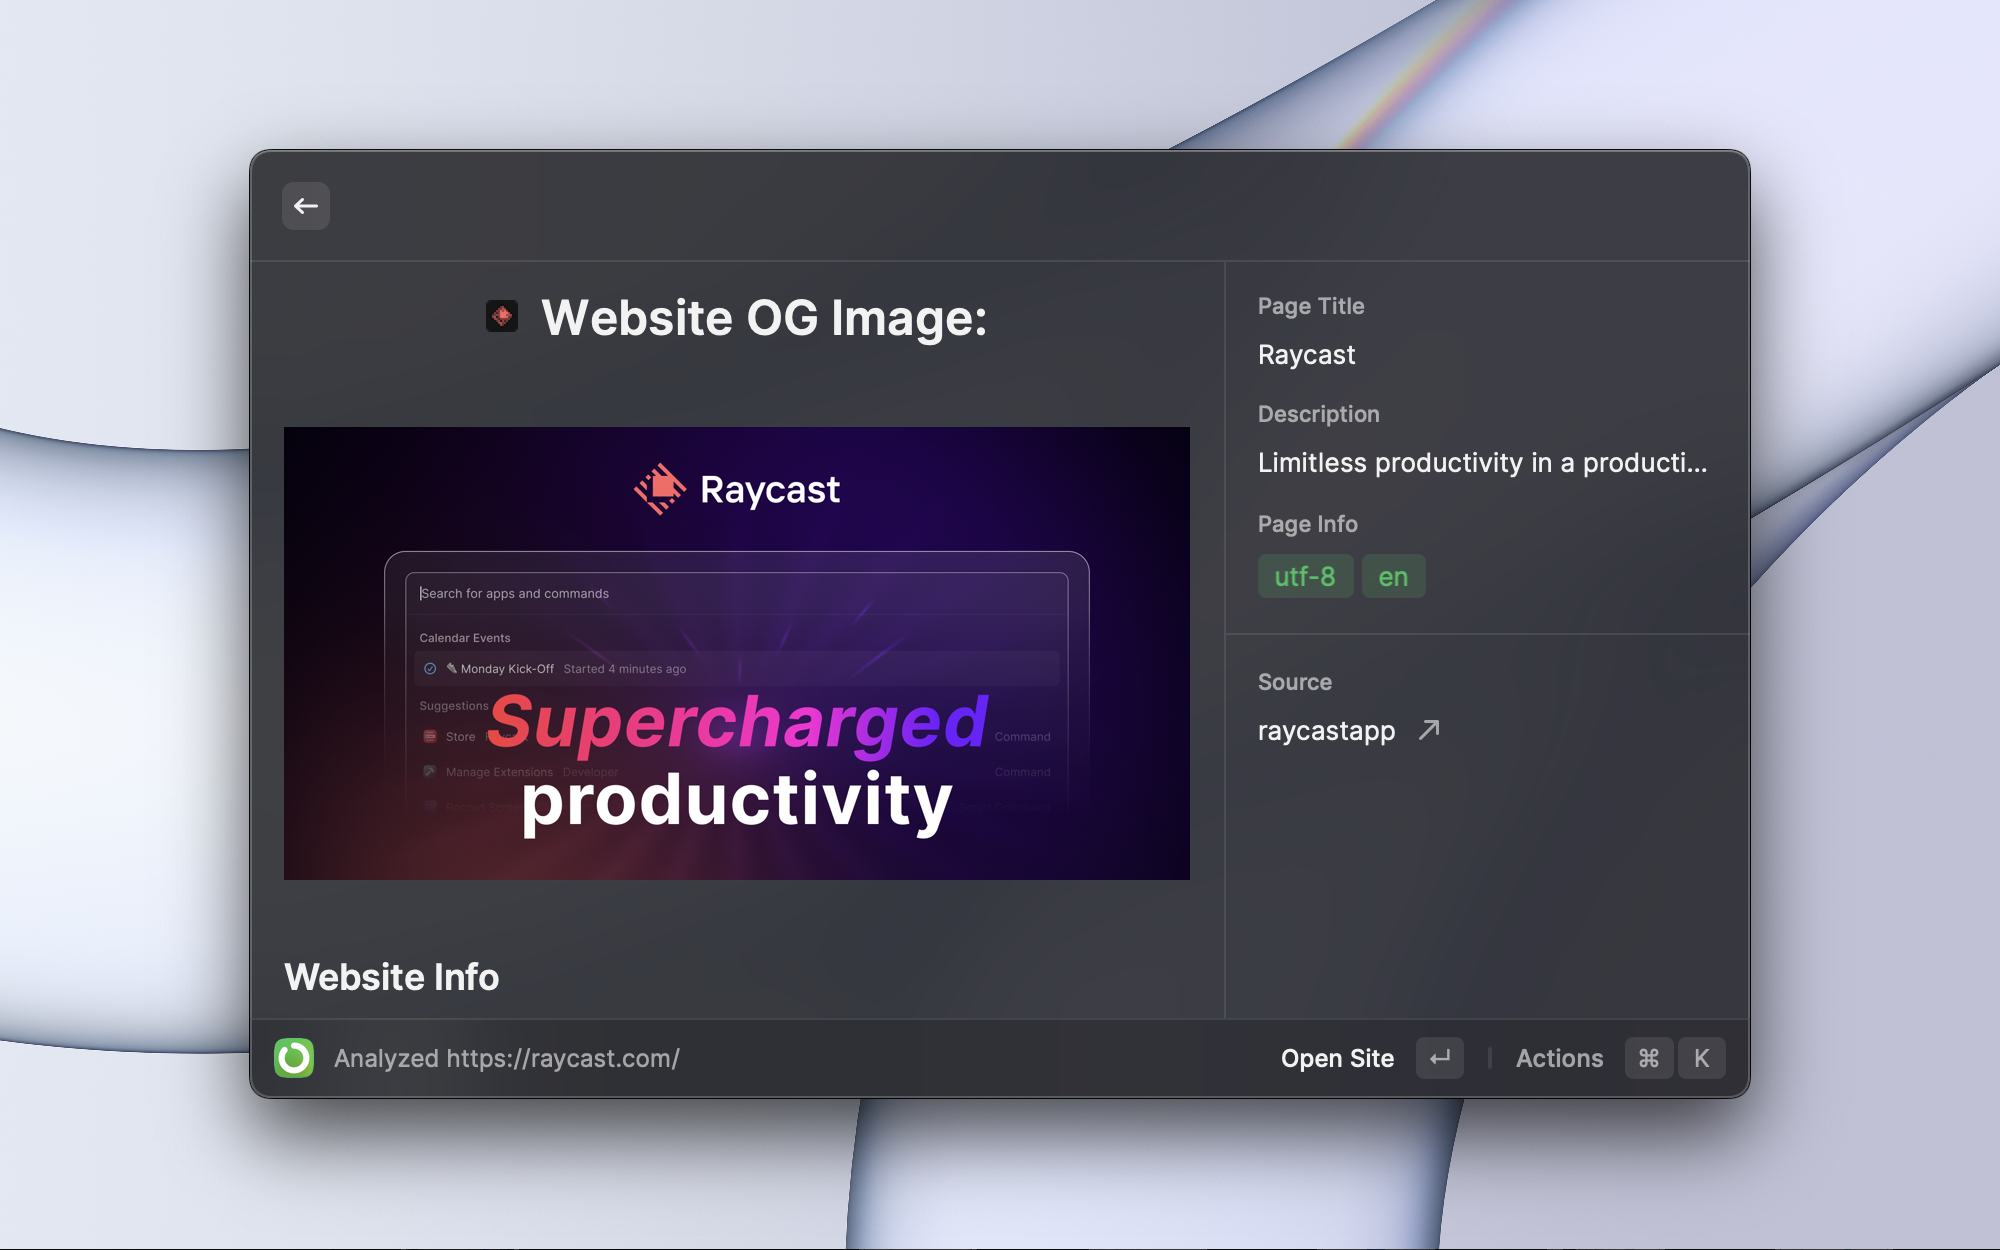 Website OG Image:
Raycast
Search for apps and commands
Calendar Events
Monday Kick-Off Started 4 minutes ago
Suggestions
Supercharged
Store Command
Manage Extensions Developer Command
productivity
Website Info
Page Title
Raycast
Description
Limitless productivity in a producti...
Page Info
utf-8 en
Source
raycastapp
Analyzed https://raycast.com/
Open Site Actions ⌘ K